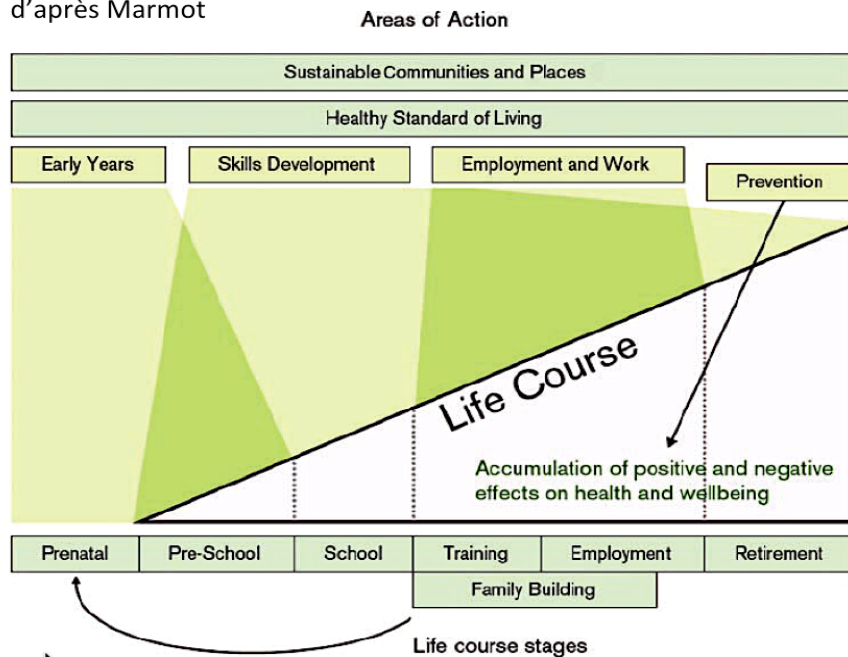 d'après Marmot
Areas of Action
Sustainable Communities and Places
Healthy Standard of Living
Early Years
Skills Development
Employment and Work
Prevention
Life Course
Accumulation of positive and negative
effects on health and wellbeing
Prenatal
Pre-School
School
Training
Employment
Retirement
Family Building
Life course stages